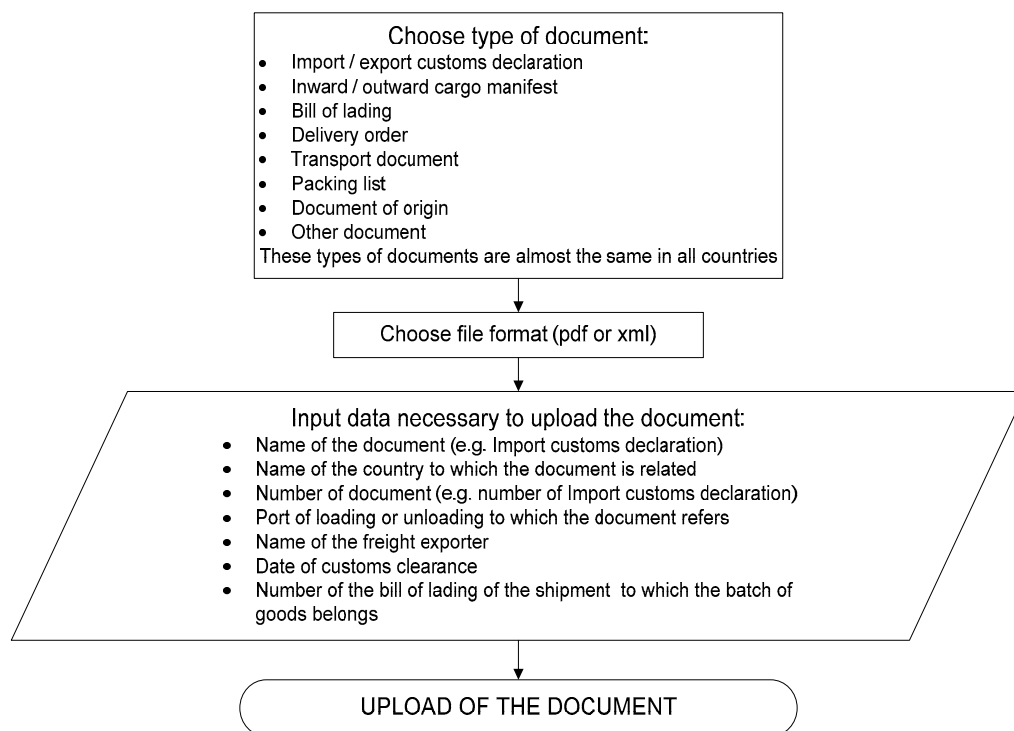 Choose type of document:
• Import / export customs declaration
• Inward / outward cargo manifest
• Bill of lading
• Delivery order
• Transport document
• Packing list
• Document of origin
• Other document
These types of documents are almost the same in all countries
Choose file format (pdf or xml)
Input data necessary to upload the document:
• Name of the document (e.g. Import customs declaration)
• Name of the country to which the document is related
• Number of document (e.g. number of Import customs declaration)
• Port of loading or unloading to which the document refers
• Name of the freight exporter
• Date of customs clearance
• Number of the bill of lading of the shipment to which the batch of
goods belongs
UPLOAD OF THE DOCUMENT